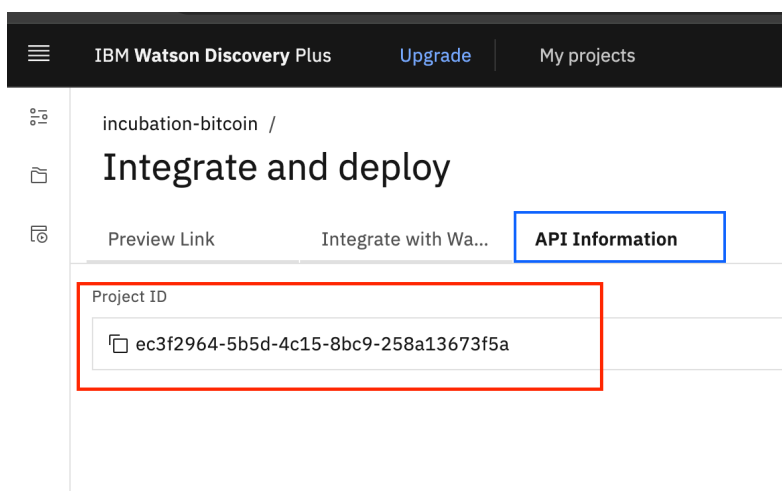 IBM Watson Discovery Plus Upgrade My projects
incubation-bitcoin /
Integrate and deploy
Preview Link Integrate with Wa... API Information
Project ID
ec3f2964-5b5d-4c15-8bc9-258a13673f5a